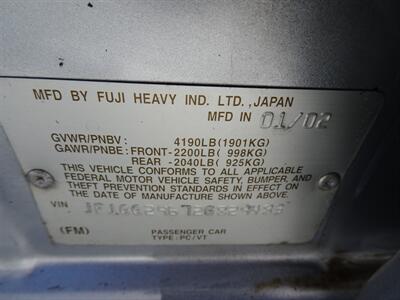 MFD BY FUJI HEAVY IND. LTD.,JAPAN
MFD IN 01/02
GVWR/PNBV: 4190LB(1901KG)
GAWR/PNBE: FRONT-2200LB( 998KG)
REAR -2040LB( 925KG)
THIS VEHICLE CONFORMS TO ALL APPLICABLE
FEDERAL MOTOR VEHICLE SAFETY, BUMPER, AND
THEFT PREVENTION STANDARDS IN EFFECT ON
THE DATE OF MANUFACTURE SHOWN ABOVE.
VIN
(FM) PASSENGER CAR
TYPE:PC/VT